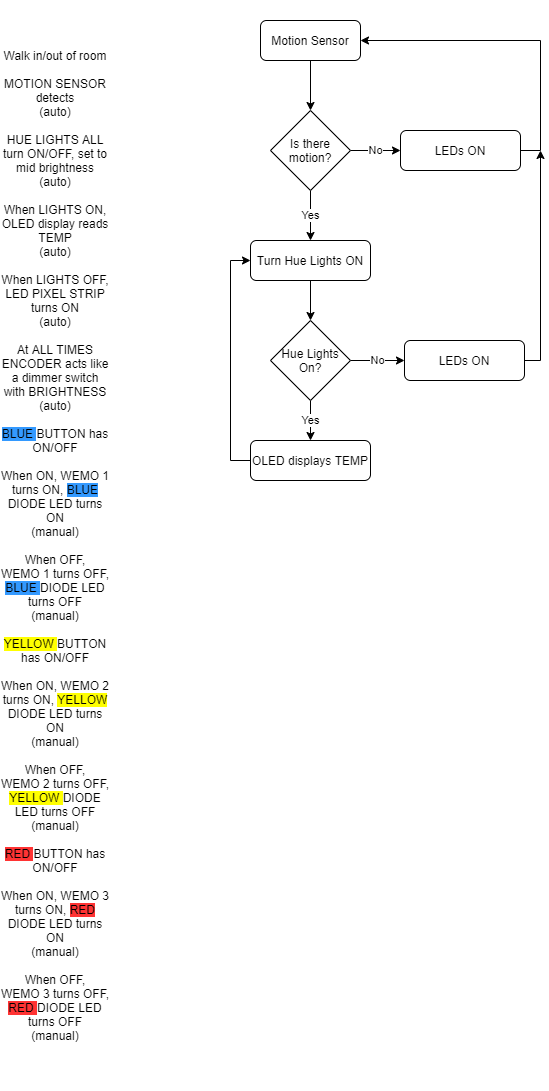 Walk in/out of room
MOTION SENSOR
detects
(auto)
HUE LIGHTS ALL
turn ON/OFF, set to
mid brightness
(auto)
When LIGHTS ON,
OLED display reads
TEMP
(auto)
When LIGHTS OFF,
LED PIXEL STRIP
turns ON
(auto)
At ALL TIMES
ENCODER acts like
a dimmer switch
with BRIGHTNESS
(auto)
BLUE BUTTON has
ON/OFF
When ON, WEMO 1
turns ON, BLUE
DIODE LED turns
ON
(manual)
When OFF,
WEMO 1 turns OFF,
BLUE DIODE LED
turns OFF
(manual)
YELLOW BUTTON
has ON/OFF
When ON, WEMO 2
turns ON, YELLOW
DIODE LED turns
ON
(manual)
When OFF,
WEMO 2 turns OFF,
YELLOW DIODE
LED turns OFF
(manual)
RED BUTTON has
ON/OFF
When ON, WEMO 3
turns ON, RED
DIODE LED turns
ON
(manual)
When OFF,
WEMO 3 turns OFF,
RED DIODE LED
turns OFF
(manual)
Motion Sensor
Is there
motion?
No
LEDs ON
Yes
Turn Hue Lights ON
Hue Lights
On?
No
LEDs ON
Yes
OLED displays TEMP